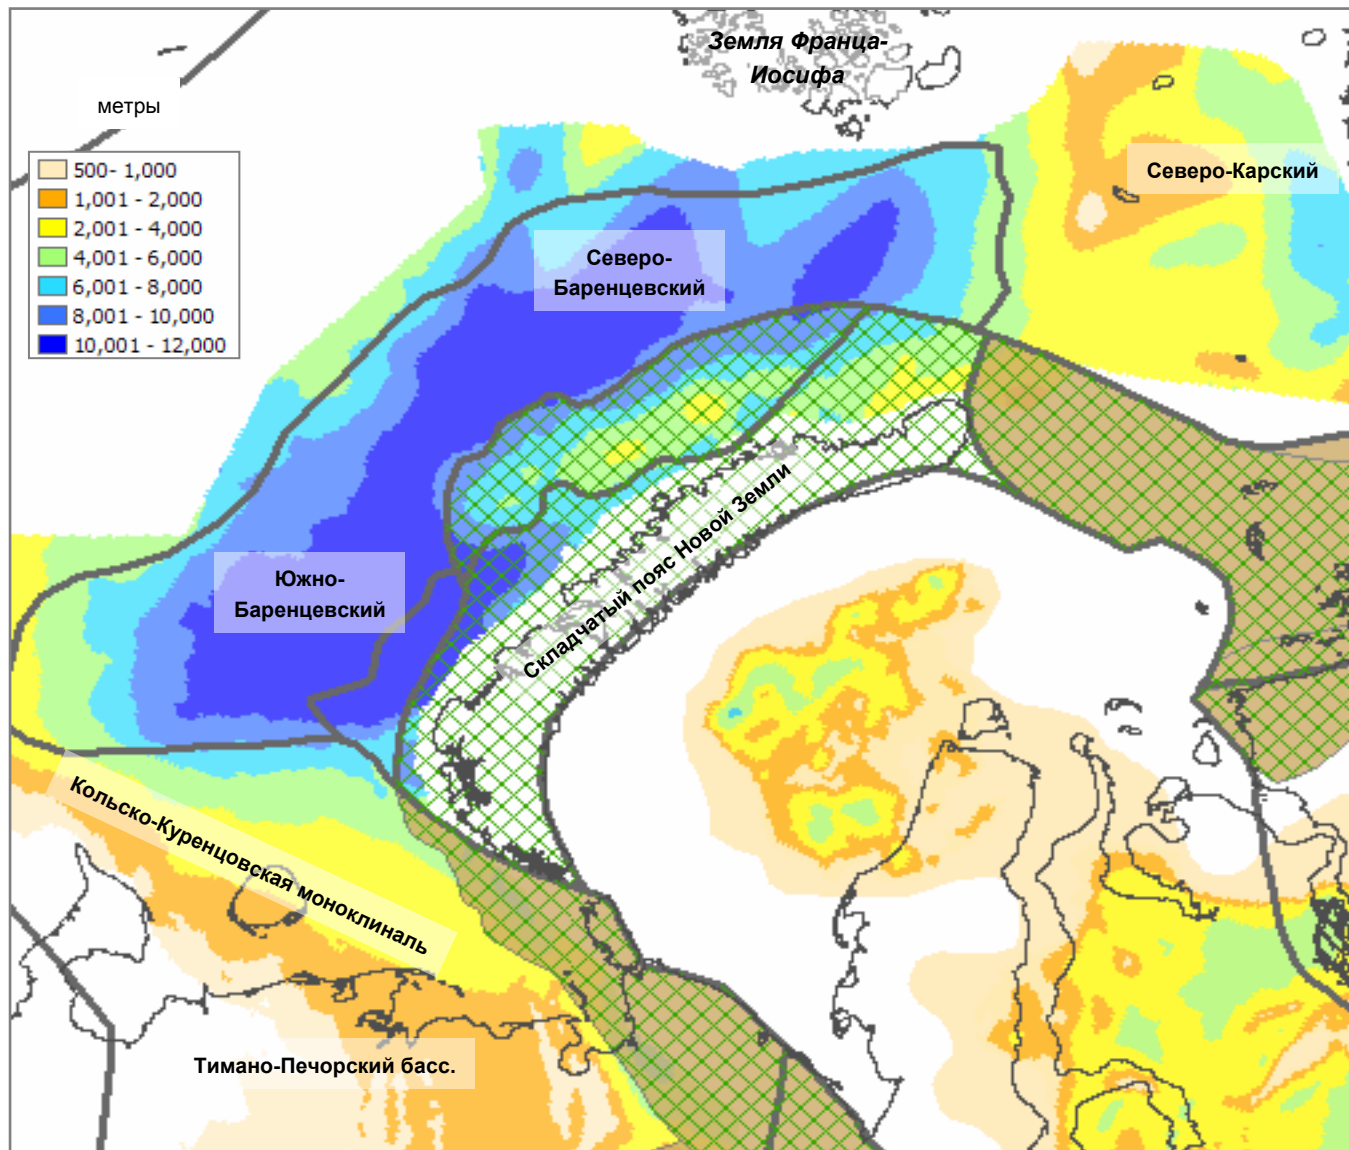 Земля Франца-
Иосифа
метры
500- 1,000
1,001 - 2,000
2,001 - 4,000
4,001 - 6,000
6,001 - 8,000
8,001 - 10,000
10,001 - 12,000
Северо-Карский
Северо-
Баренцевский
Складчатый пояс Новой Земли
Южно-
Баренцевский
Кольско-Куренцовская моноклиналь
Тимано-Печорский басс.